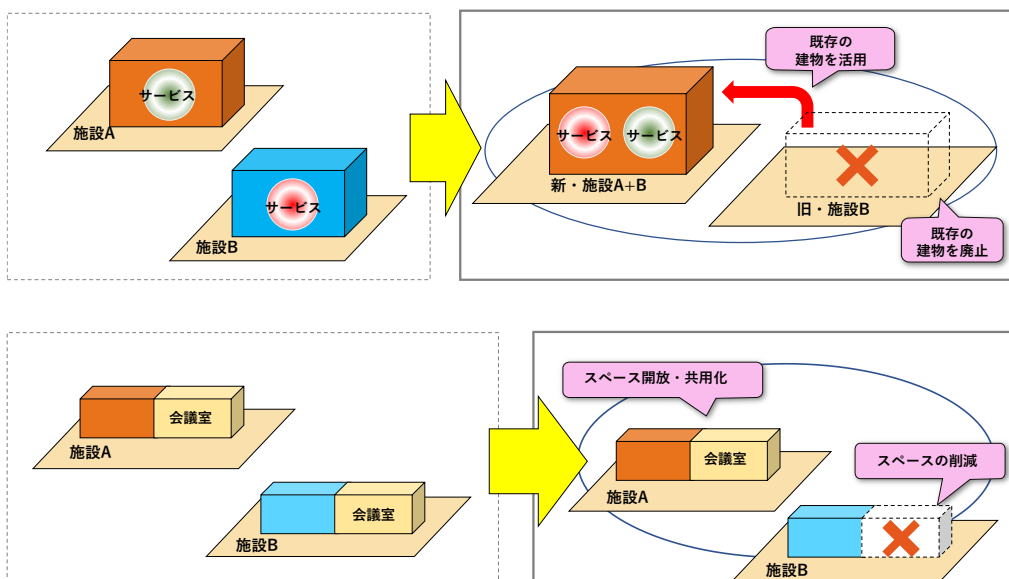 サービス
施設A
サービス
施設B
既存の
建物を活用
サービス
サービス
新・施設A+B
旧・施設B
既存の
建物を廃止
会議室
施設A
会議室
施設B
スペース開放・共用化
会議室
施設A
スペースの削減
施設B